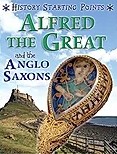 ★ HISTORY STARTING POINTS ★
ALFRED
THE GREAT
and the
ANGLO
SAXONS